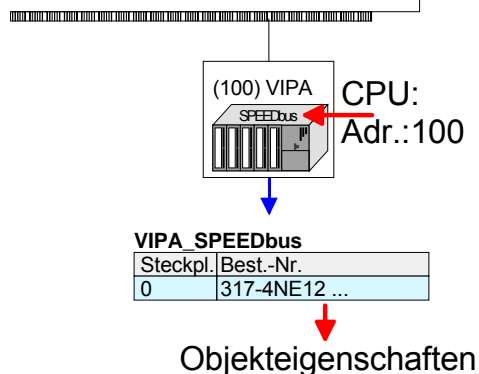 (100) VIPA
SPEEDbus
CPU:
Adr.:100
VIPA_SPEEDbus
Steckpl. Best.-Nr.
0 317-4NE12 ...
Objekteigenschaften